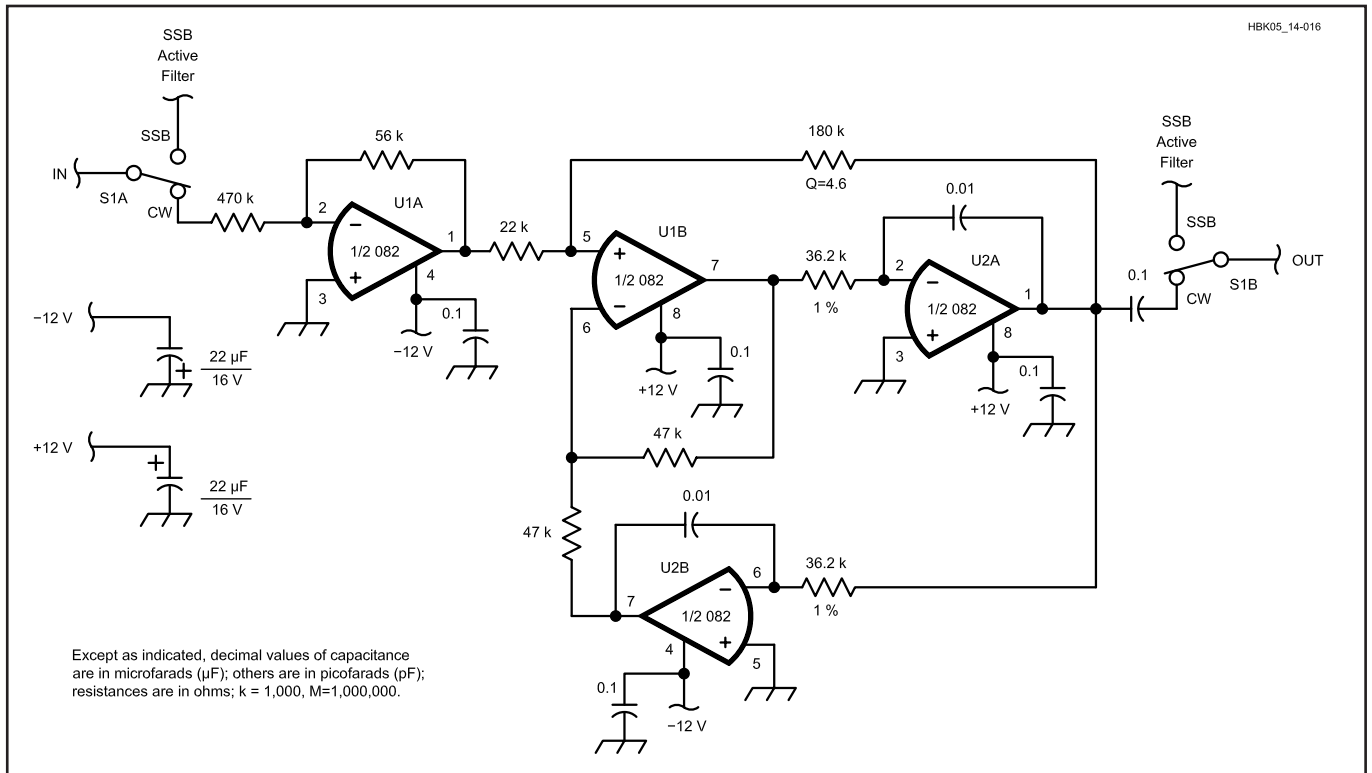 HBK05_14-016
SSB
Active
Filter
SSB
IN
S1A
CW
470 k
56 k
2
−
U1A
1/2 082
1
+
3
4
0.1
−12 V
22 k
180 k
Q=4.6
5
+
U1B
1/2 082
7
−
6
8
0.1
+12 V
36.2 k
1 %
0.01
2
−
U2A
1/2 082
1
+
3
8
0.1
+12 V
SSB
Active
Filter
SSB
0.1
CW
S1B
OUT
−12 V
+
22 µF
16 V
+12 V
+
22 µF
16 V
47 k
47 k
0.01
U2B
6
−
7
1/2 082
+
5
4
36.2 k
1 %
0.1
−12 V
Except as indicated, decimal values of capacitance
are in microfarads (µF); others are in picofarads (pF);
resistances are in ohms; k = 1,000, M=1,000,000.